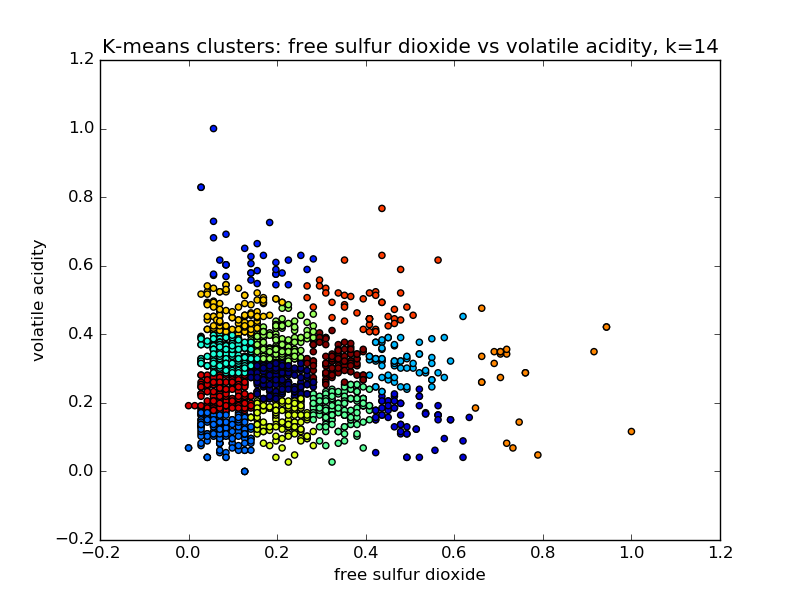 K-means clusters: free sulfur dioxide vs volatile acidity, k=14
1.2
1.0
0.8
0.6
0.4
0.2
0.0
−0.2
volatile acidity
−0.2 0.0 0.2 0.4 0.6 0.8 1.0 1.2
free sulfur dioxide